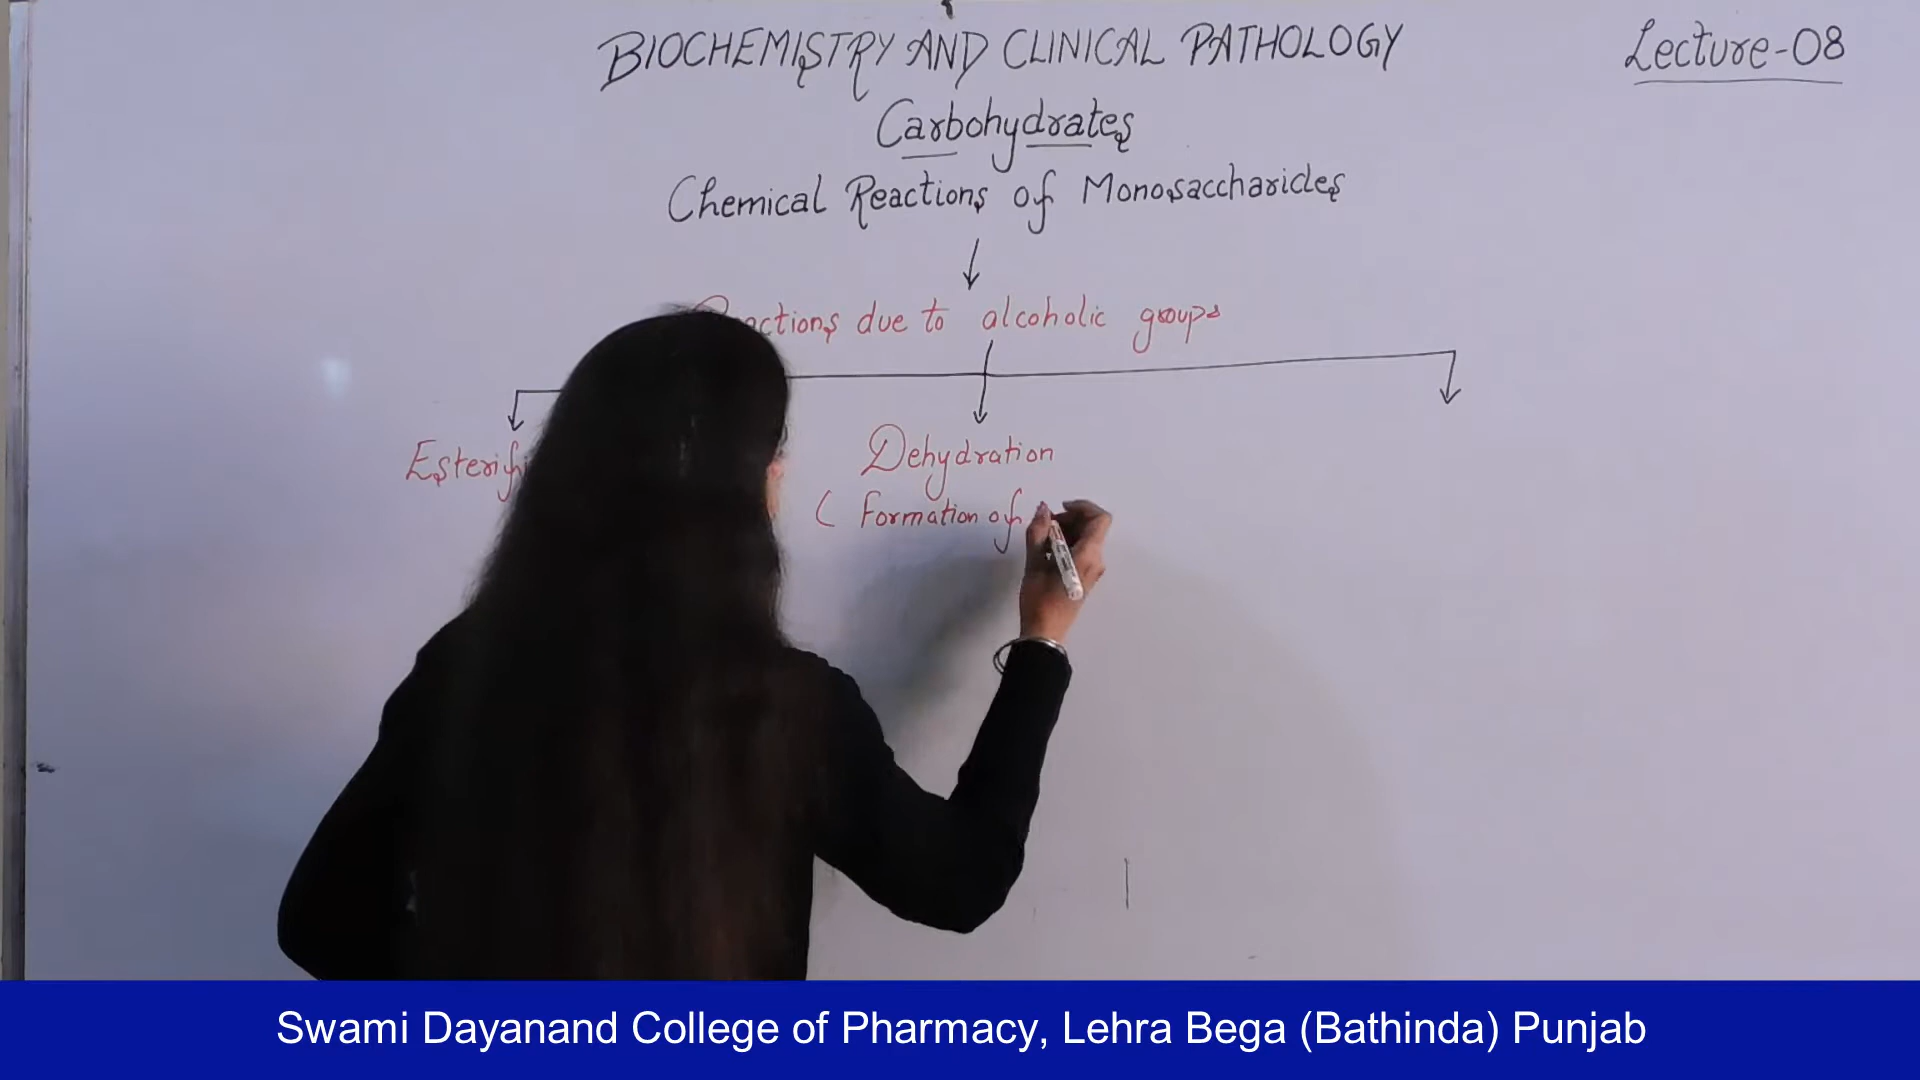 BIOCHEMISTRY AND CLINICAL PATHOLOGY
Lecture-08
Carbohydrates
Chemical Reactions of Monosaccharides
Reactions due to alcoholic groups
Dehydration
( Formation of
Swami Dayanand College of Pharmacy, Lehra Bega (Bathinda) Punjab